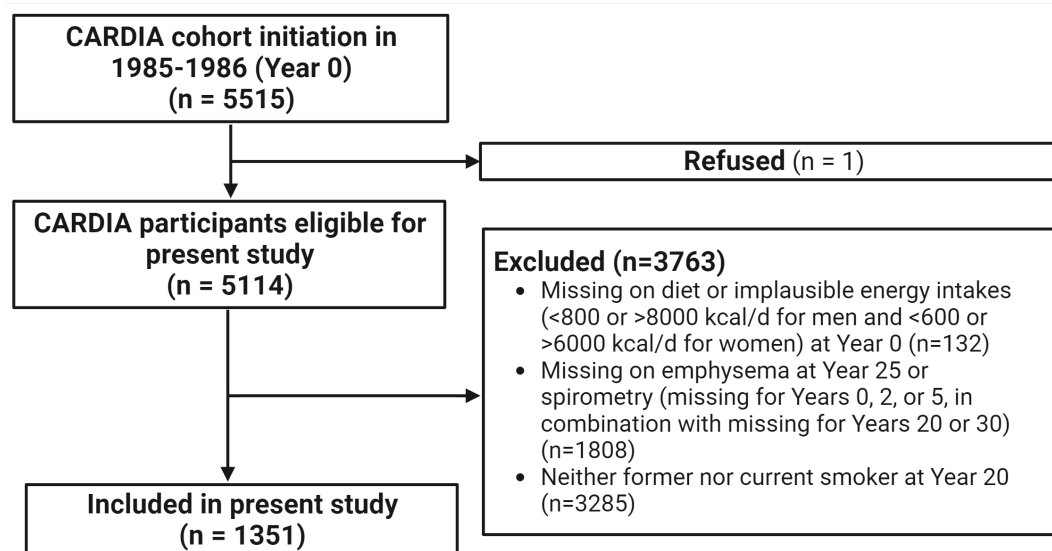 CARDIA cohort initiation in
1985-1986 (Year 0)
(n = 5515)
Refused (n = 1)
CARDIA participants eligible for
present study
(n = 5114)
Excluded (n=3763)
• Missing on diet or implausible energy intakes
(<800 or >8000 kcal/d for men and <600 or
>6000 kcal/d for women) at Year 0 (n=132)
• Missing on emphysema at Year 25 or
spirometry (missing for Years 0, 2, or 5, in
combination with missing for Years 20 or 30)
(n=1808)
• Neither former nor current smoker at Year 20
(n=3285)
Included in present study
(n = 1351)